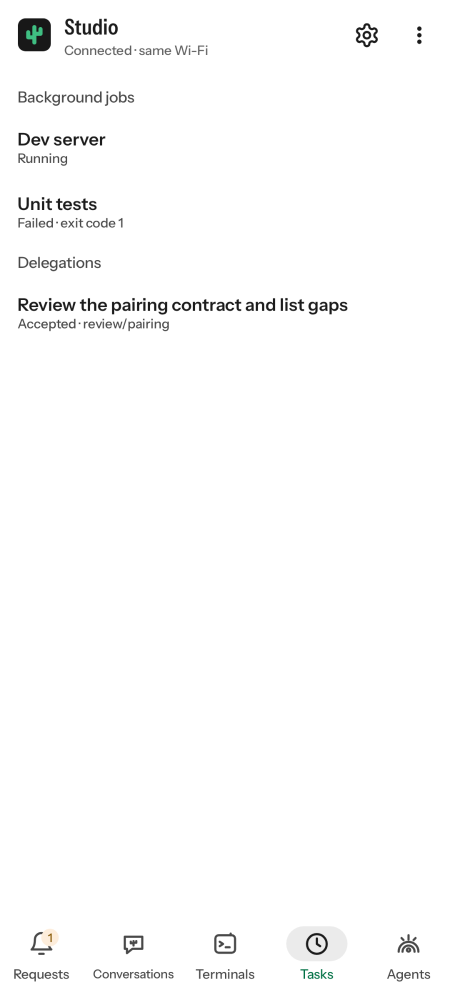 Studio
Connected · same Wi-Fi
Background jobs
Dev server
Running
Unit tests
Failed · exit code 1
Delegations
Review the pairing contract and list gaps
Accepted · review/pairing
1
Requests
Conversations
Terminals
Tasks
Agents